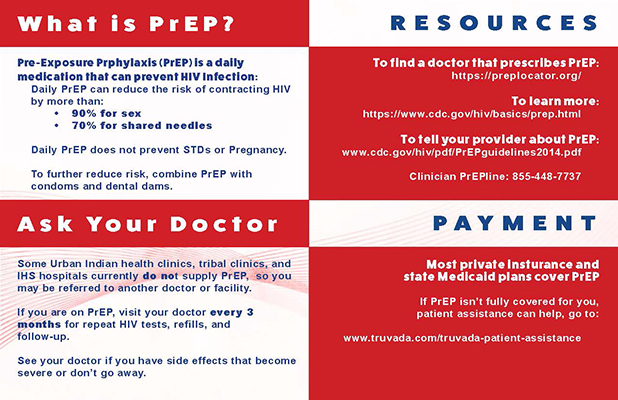 What is PrEP?
Pre-Exposure Prphylaxis (PrEP) is a daily
medication that can prevent HIV Infection:
Daily PrEP can reduce the risk of contracting HIV
by more than:
• 90% for sex
• 70% for shared needles
Daily PrEP does not prevent STDs or Pregnancy.
To further reduce risk, combine PrEP with
condoms and dental dams.
RESOURCES
To find a doctor that prescribes PrEP:
https://preplocator.org/
To learn more:
https://www.cdc.gov/hiv/basics/prep.html
To tell your provider about PrEP:
www.cdc.gov/hiv/pdf/PrEPguidelines2014.pdf
Clinician PrEPline: 855-448-7737
Ask Your Doctor
Some Urban Indian health clinics, tribal clinics, and
IHS hospitals currently do not supply PrEP, so you
may be referred to another doctor or facility.
If you are on PrEP, visit your doctor every 3
months for repeat HIV tests, refills, and
follow-up.
See your doctor if you have side effects that become
severe or don't go away.
PAYMENT
Most private Insturance and
state Medicaid plans cover PrEP
If PrEP isn't fully covered for you,
patient assistance can help, go to:
www.truvada.com/truvada-patient-assistance